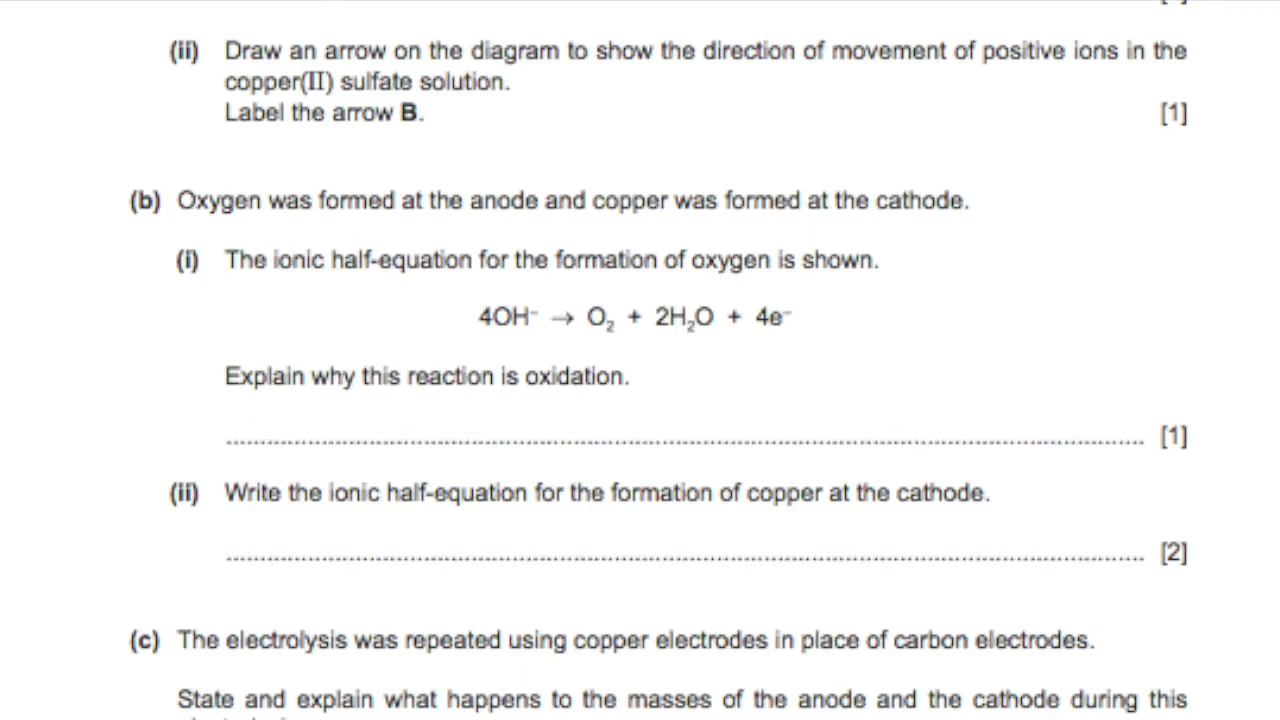 (ii) Draw an arrow on the diagram to show the direction of movement of positive ions in the
copper(II) sulfate solution.
Label the arrow B. [1]
(b) Oxygen was formed at the anode and copper was formed at the cathode.
(i) The ionic half-equation for the formation of oxygen is shown.
4OH⁻ → O₂ + 2H₂O + 4e⁻
Explain why this reaction is oxidation.
.......................................................................................................................................... [1]
(ii) Write the ionic half-equation for the formation of copper at the cathode.
.......................................................................................................................................... [2]
(c) The electrolysis was repeated using copper electrodes in place of carbon electrodes.
State and explain what happens to the masses of the anode and the cathode during this